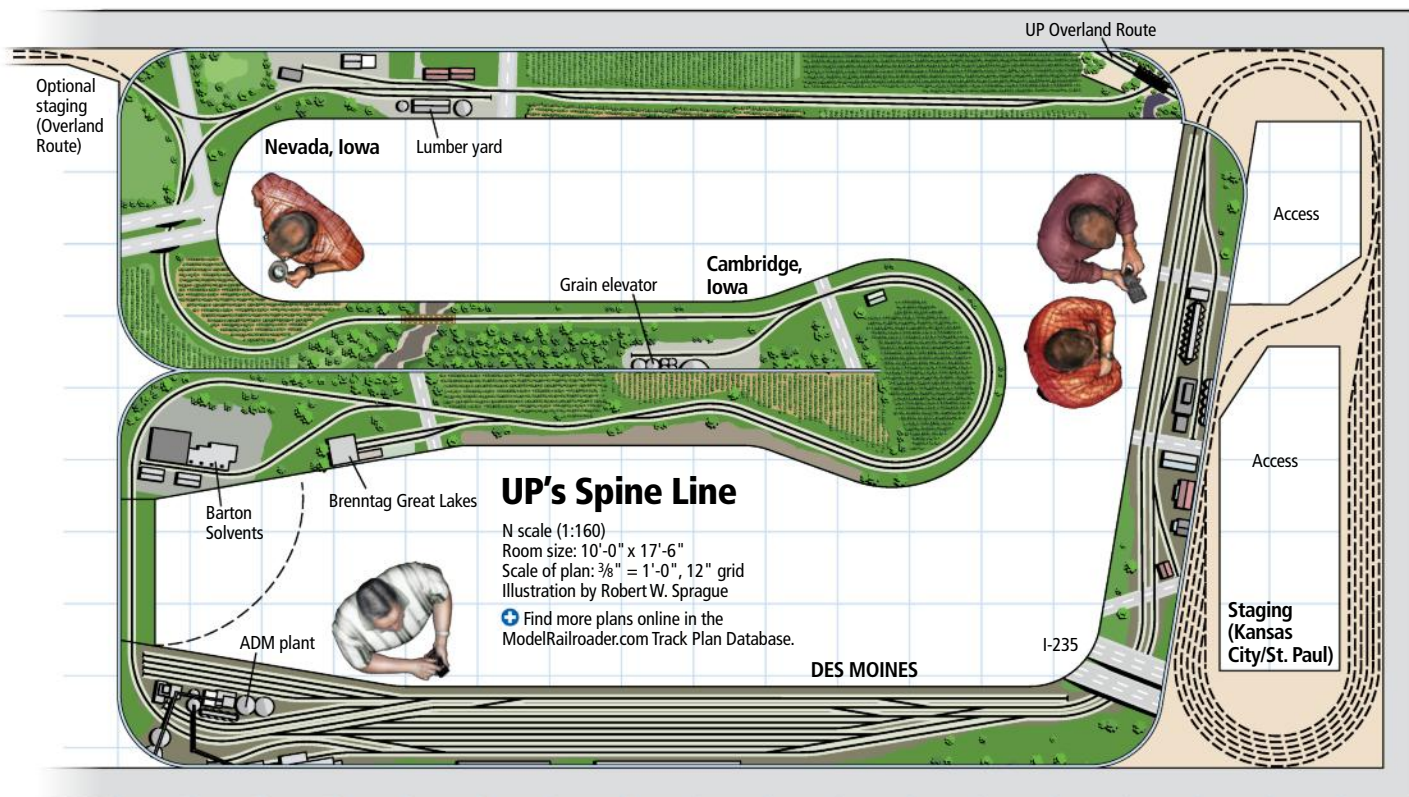 UP Overland Route
Optional
staging
(Overland
Route)
Nevada, Iowa
Lumber yard
Access
Cambridge,
Iowa
Grain elevator
Access
UP's Spine Line
N scale (1:160)
Room size: 10'-0" x 17'-6"
Scale of plan: ⅜" = 1'-0", 12" grid
Illustration by Robert W. Sprague
Find more plans online in the
ModelRailroader.com Track Plan Database.
Brenntag Great Lakes
Barton
Solvents
ADM plant
DES MOINES
I-235
Staging
(Kansas
City/St. Paul)